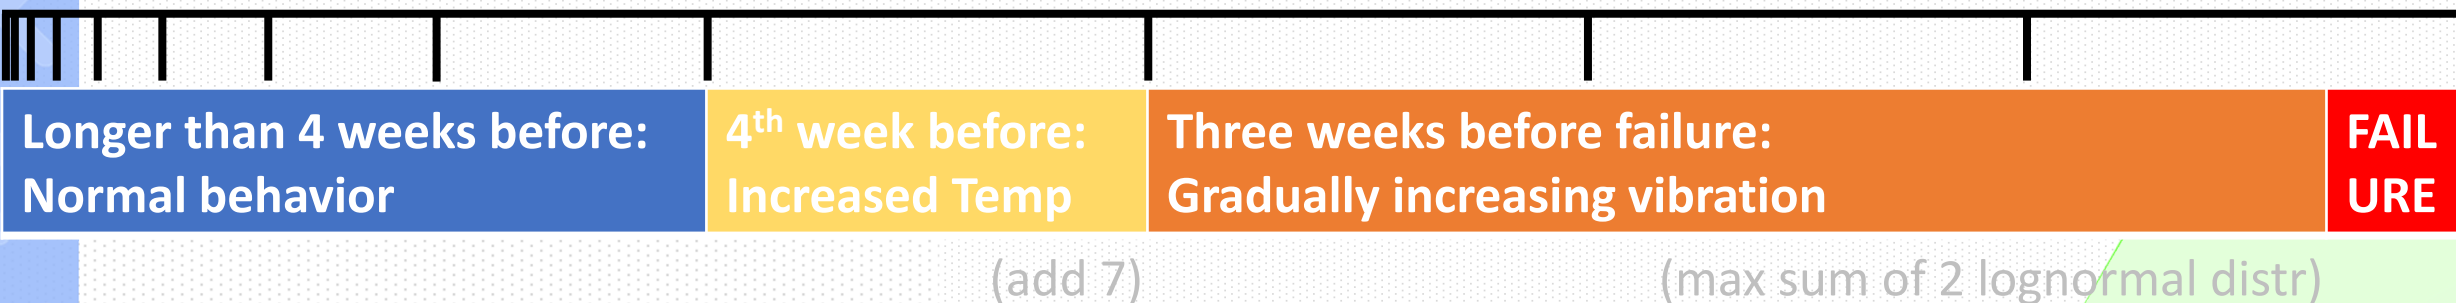 Longer than 4 weeks before:
Normal behavior
4th week before:
Increased Temp
Three weeks before failure:
Gradually increasing vibration
FAIL
URE
(add 7)
(max sum of 2 lognormal distr)